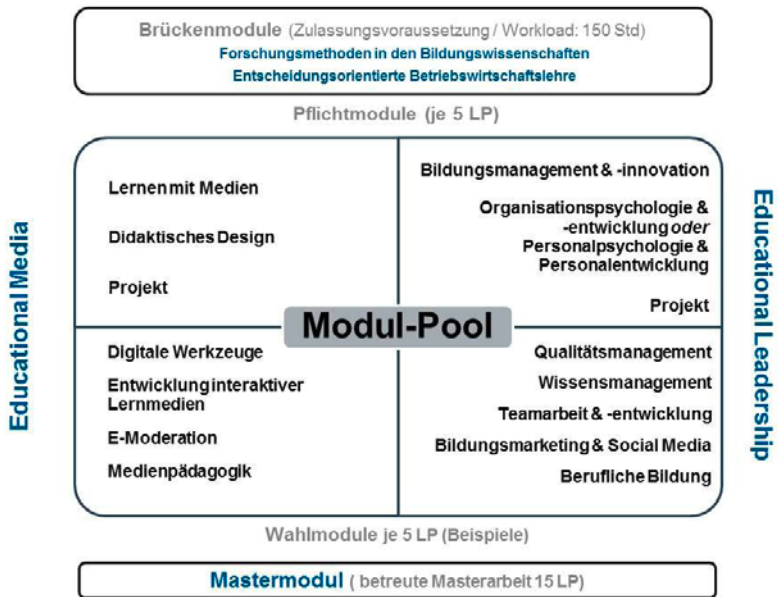 Brückenmodule (Zulassungsvoraussetzung / Workload: 150 Std)
Forschungsmethoden in den Bildungswissenschaften
Entscheidungsorientierte Betriebswirtschaftslehre
Pflichtmodule (je 5 LP)
Educational Media
Lernen mit Medien
Didaktisches Design
Projekt
Bildungsmanagement & -innovation
Organisationspsychologie &
-entwicklung oder
Personalpsychologie &
Personalentwicklung
Projekt
Educational Leadership
Modul-Pool
Digitale Werkzeuge
Entwicklung interaktiver
Lernmedien
E-Moderation
Medienpädagogik
Qualitätsmanagement
Wissensmanagement
Teamarbeit & -entwicklung
Bildungsmarketing & Social Media
Berufliche Bildung
Wahlmodule je 5 LP (Beispiele)
Mastermodul ( betreute Masterarbeit 15 LP)